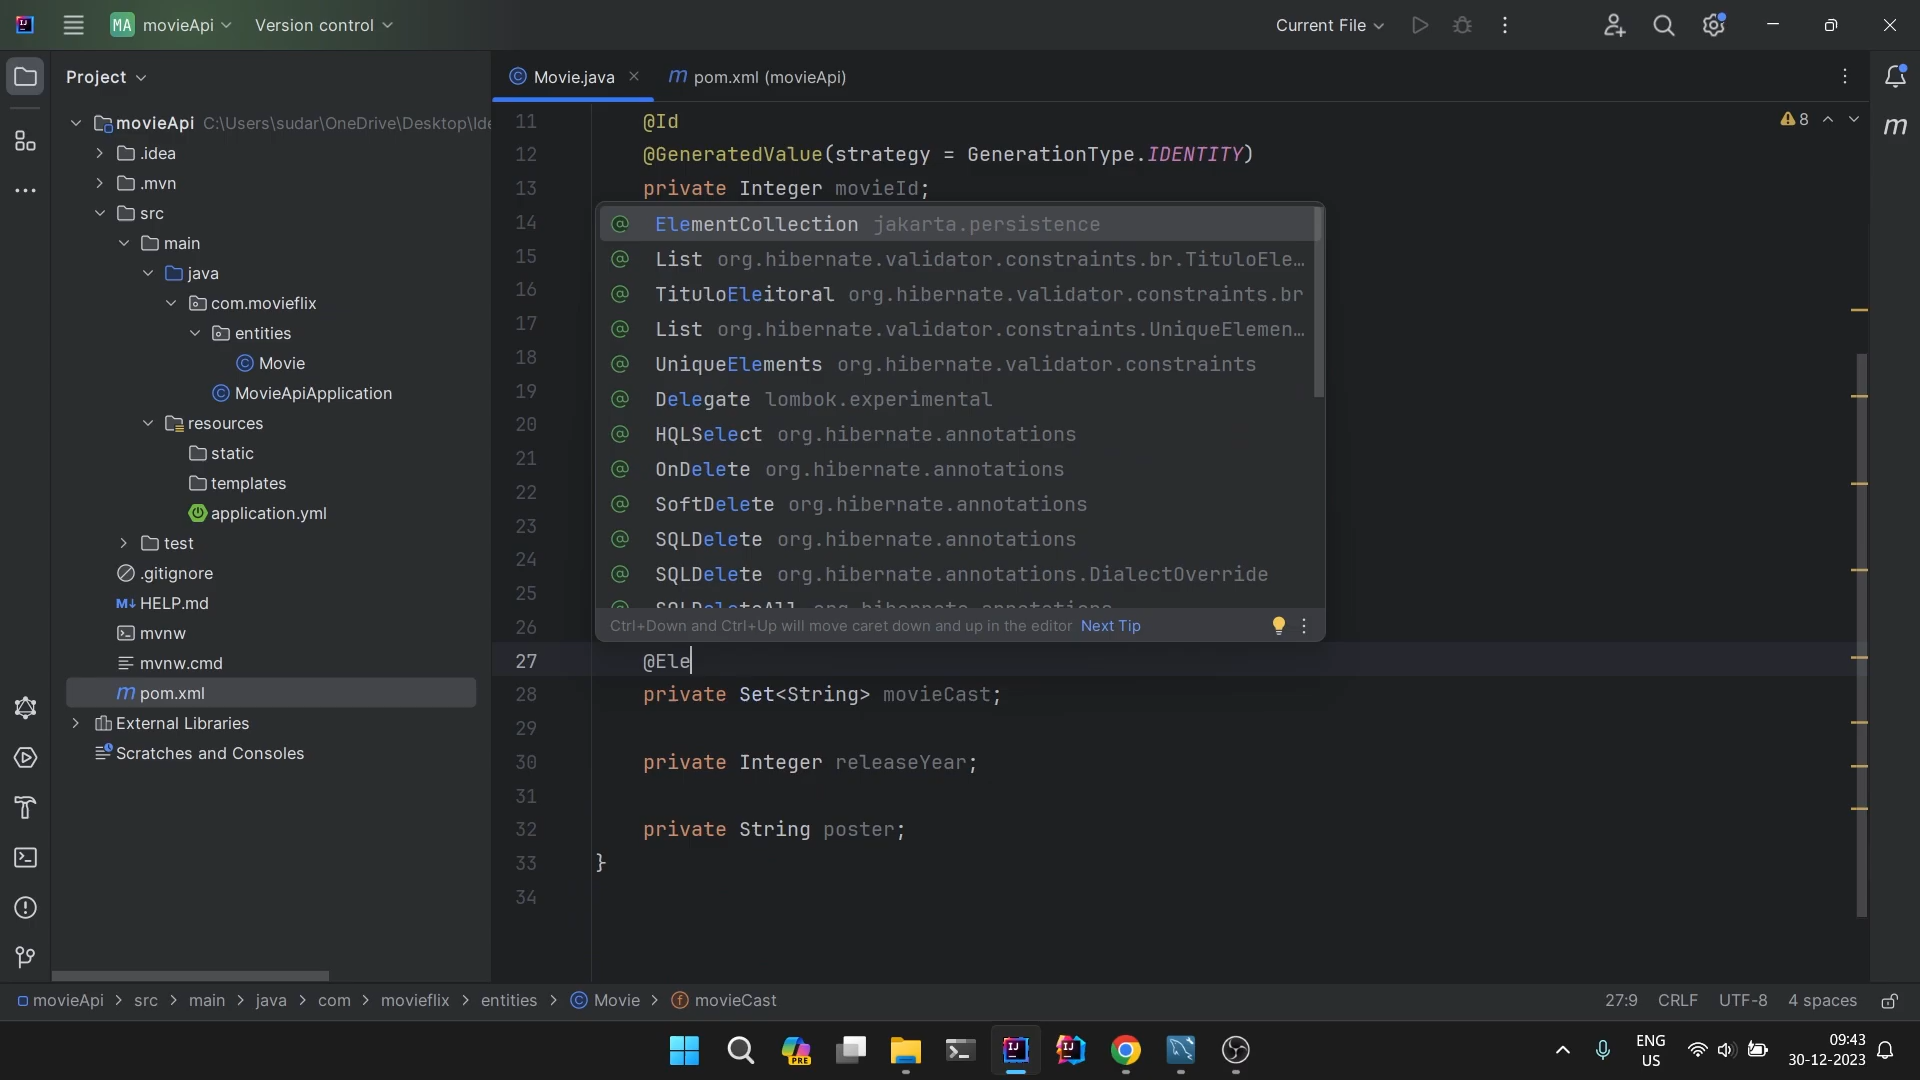 MA movieApi Version control Current File
Project
Movie.java pom.xml (movieApi)
movieApi C:\Users\sudar\OneDrive\Desktop\Ide
.idea
.mvn
src
main
java
com.movieflix
entities
Movie
MovieApiApplication
resources
static
templates
application.yml
test
.gitignore
HELP.md
mvnw
mvnw.cmd
pom.xml
External Libraries
Scratches and Consoles
8
11 @Id
12 @GeneratedValue(strategy = GenerationType.IDENTITY)
13 private Integer movieId;
14
15
16
17
18
19
20
21
22
23
24
25
26
ElementCollection jakarta.persistence
List org.hibernate.validator.constraints.br.TituloEle...
TituloEleitoral org.hibernate.validator.constraints.br
List org.hibernate.validator.constraints.UniqueElemen...
UniqueElements org.hibernate.validator.constraints
Delegate lombok.experimental
HQLSelect org.hibernate.annotations
OnDelete org.hibernate.annotations
SoftDelete org.hibernate.annotations
SQLDelete org.hibernate.annotations
SQLDelete org.hibernate.annotations.DialectOverride
SQLDeleteAll org.hibernate.annotations
Ctrl+Down and Ctrl+Up will move caret down and up in the editor Next Tip
27 @Ele
28 private Set<String> movieCast;
29
30 private Integer releaseYear;
31
32 private String poster;
33 }
34
movieApi > src > main > java > com > movieflix > entities > Movie > movieCast 27:9 CRLF UTF-8 4 spaces
PRE
ENG
US
09:43
30-12-2023